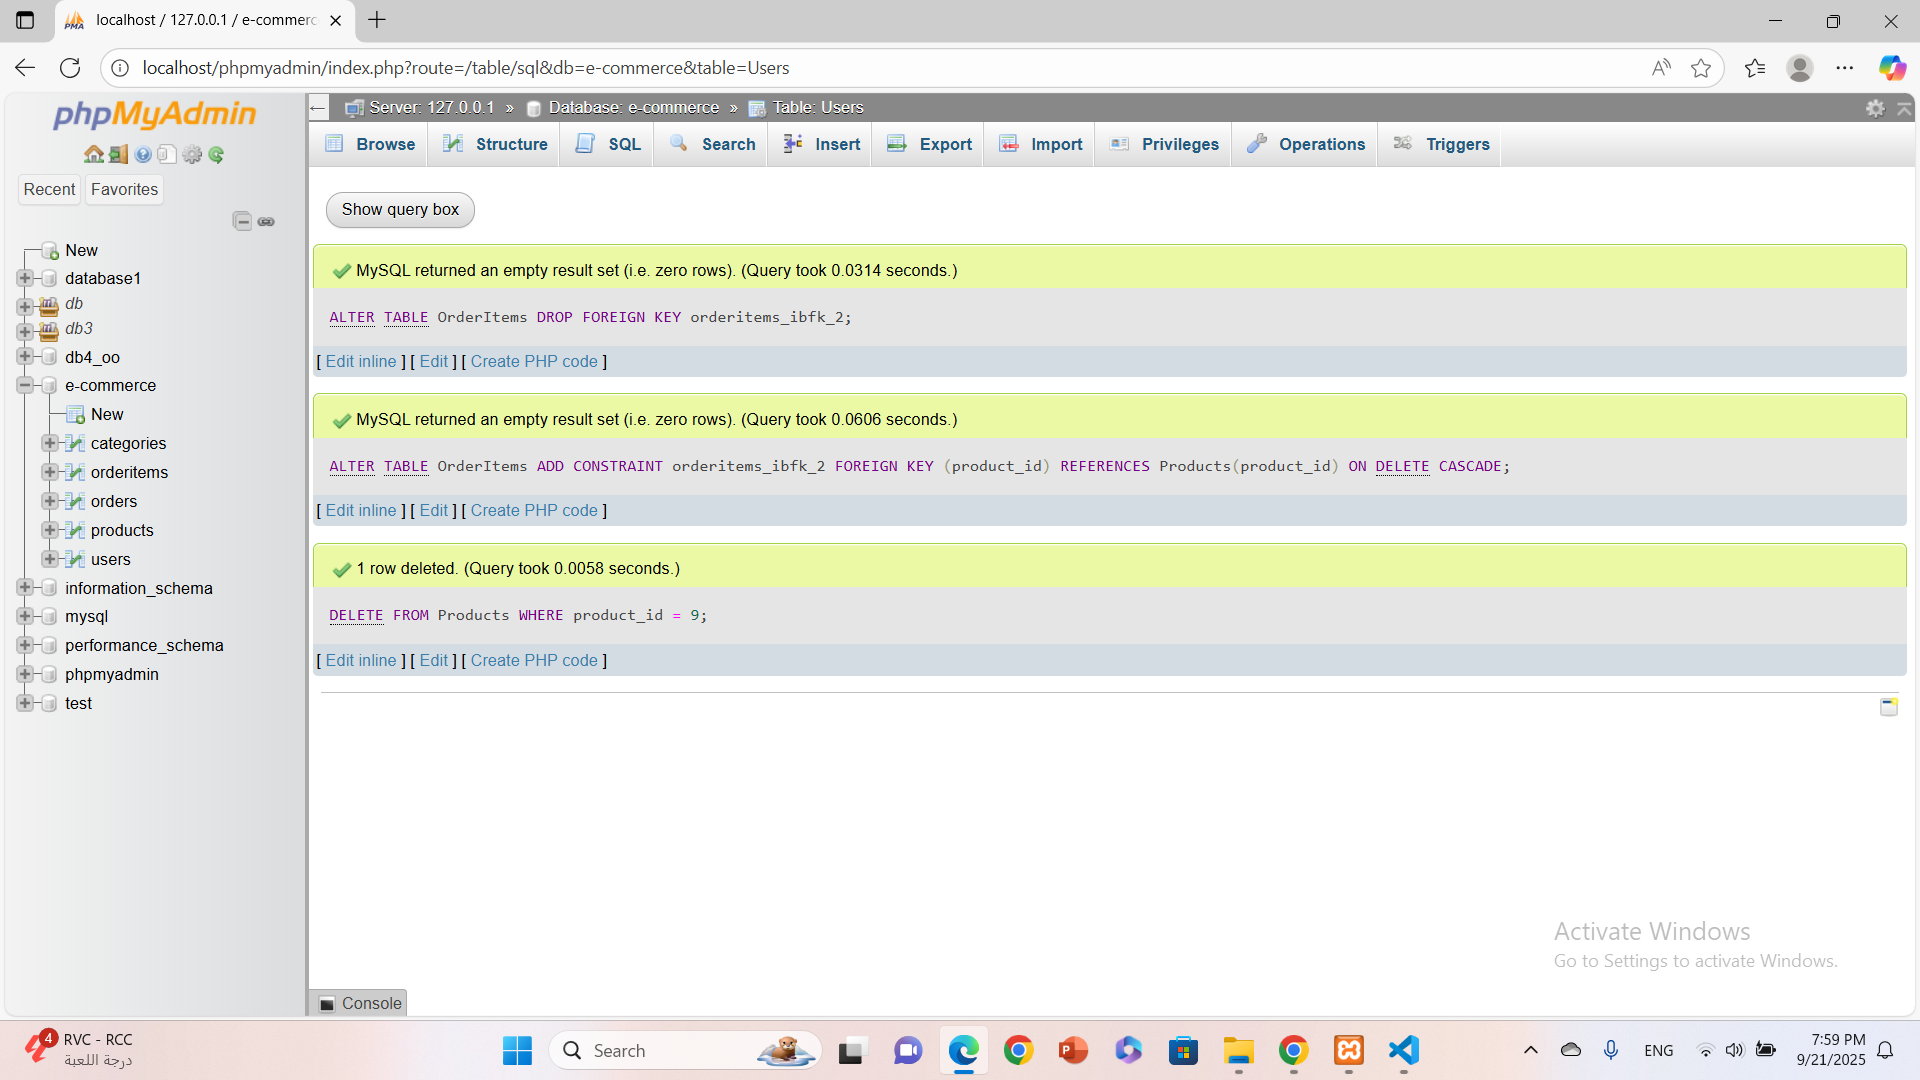 localhost / 127.0.0.1 / e-commerc
localhost/phpmyadmin/index.php?route=/table/sql&db=e-commerce&table=Users
phpMyAdmin
Recent
Favorites
New
database1
db
db3
db4_oo
e-commerce
New
categories
orderitems
orders
products
users
information_schema
mysql
performance_schema
phpmyadmin
test
Server: 127.0.0.1 » Database: e-commerce » Table: Users
Browse
Structure
SQL
Search
Insert
Export
Import
Privileges
Operations
Triggers
Show query box
MySQL returned an empty result set (i.e. zero rows). (Query took 0.0314 seconds.)
ALTER TABLE OrderItems DROP FOREIGN KEY orderitems_ibfk_2;
[ Edit inline ] [ Edit ] [ Create PHP code ]
MySQL returned an empty result set (i.e. zero rows). (Query took 0.0606 seconds.)
ALTER TABLE OrderItems ADD CONSTRAINT orderitems_ibfk_2 FOREIGN KEY (product_id) REFERENCES Products(product_id) ON DELETE CASCADE;
[ Edit inline ] [ Edit ] [ Create PHP code ]
1 row deleted. (Query took 0.0058 seconds.)
DELETE FROM Products WHERE product_id = 9;
[ Edit inline ] [ Edit ] [ Create PHP code ]
Activate Windows
Go to Settings to activate Windows.
Console
4
RVC - RCC
درجة اللعبة
Search
ENG
7:59 PM
9/21/2025